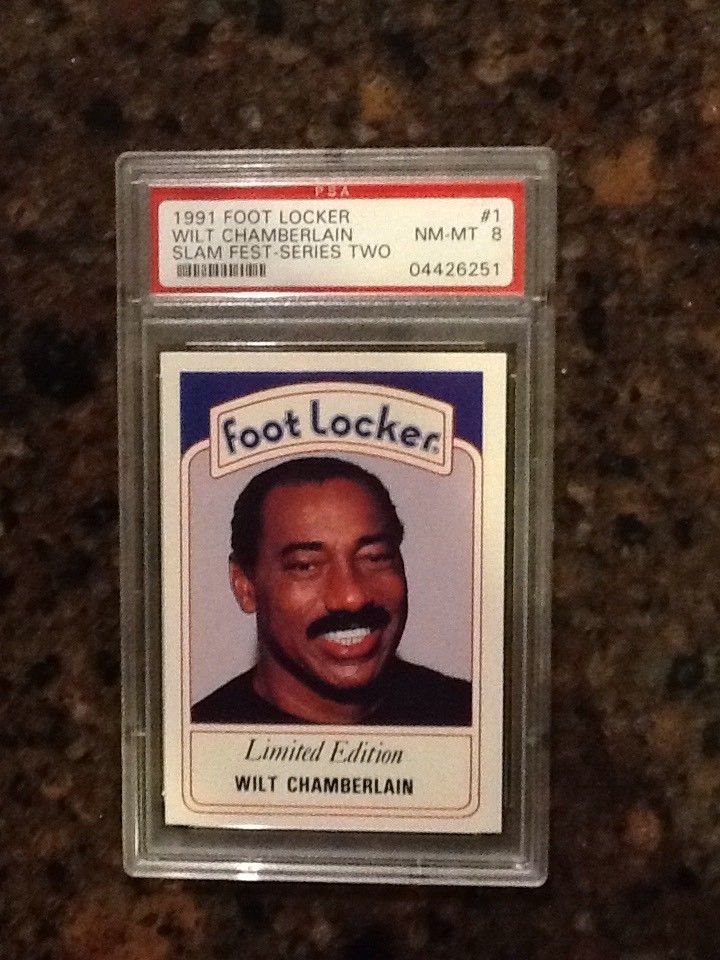 PSA
1991 FOOT LOCKER #1
WILT CHAMBERLAIN NM-MT 8
SLAM FEST-SERIES TWO
04426251
Foot Locker
Limited Edition
WILT CHAMBERLAIN